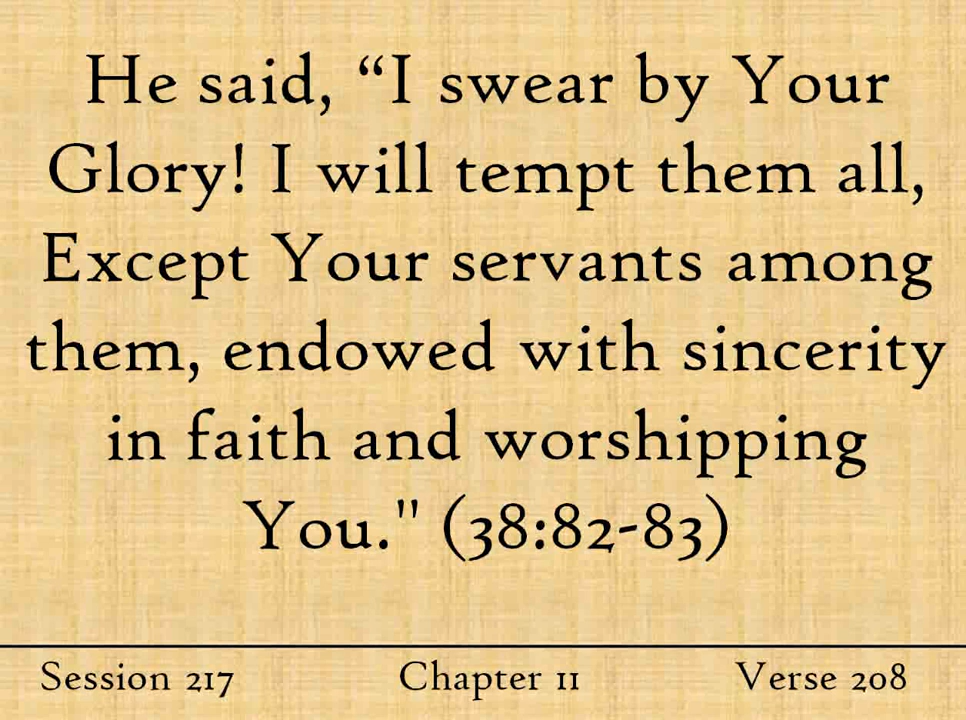 He said, “I swear by Your
Glory! I will tempt them all,
Except Your servants among
them, endowed with sincerity
in faith and worshipping
You." (38:82-83)
Session 217 Chapter 11 Verse 208